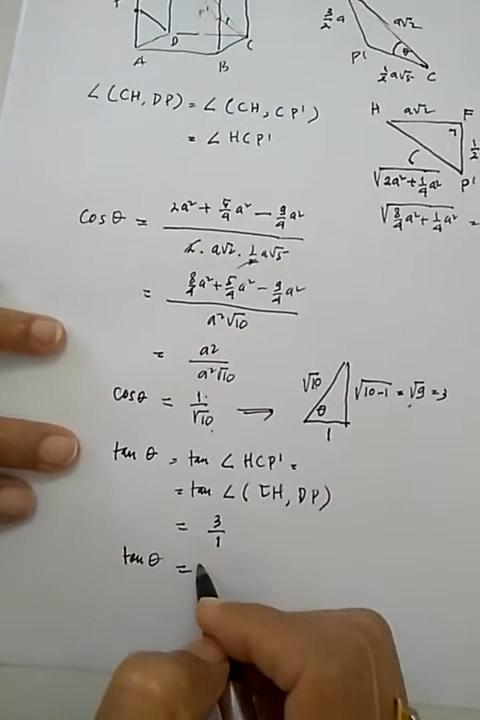 D P' C
A B
3/2 a a√2
P' θ
1/2 a√5 C
∠ (CH, DP) = ∠ (CH, CP')
= ∠ HCP'
H a√2 F
1/2
√(2a² + 1/4 a²) P'
√(8/4 a² + 1/4 a²) =
cos θ = (2a² + 5/4 a² − 9/4 a²) / (2 . a√2 . 1/2 a√5)
= (8/4 a² + 5/4 a² − 9/4 a²) / (a²√10)
= a² / (a²√10)
cos θ = 1/√10 → √10 θ 1 √(10-1) = √9 = 3
tan θ = tan ∠ HCP' =
= tan ∠ (CH, DP)
= 3/1
tan θ =